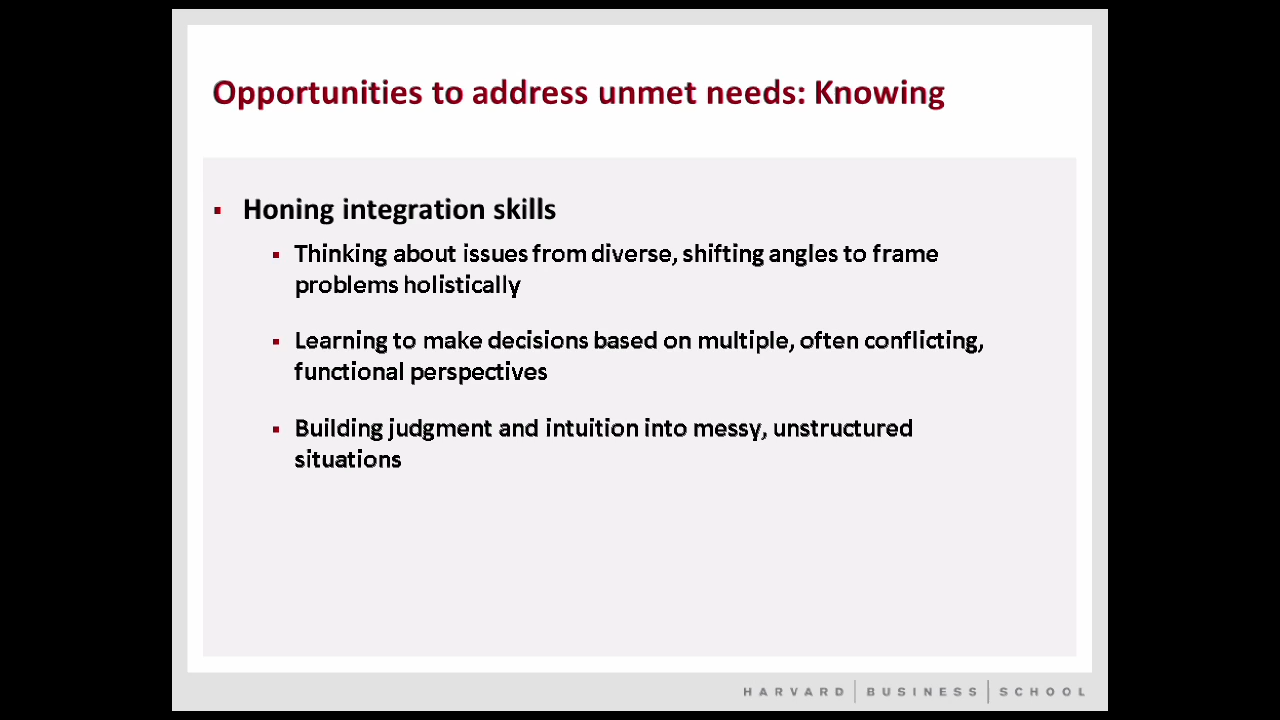 Opportunities to address unmet needs: Knowing
Honing integration skills
Thinking about issues from diverse, shifting angles to frame
problems holistically
Learning to make decisions based on multiple, often conflicting,
functional perspectives
Building judgment and intuition into messy, unstructured
situations
HARVARD | BUSINESS | SCHOOL